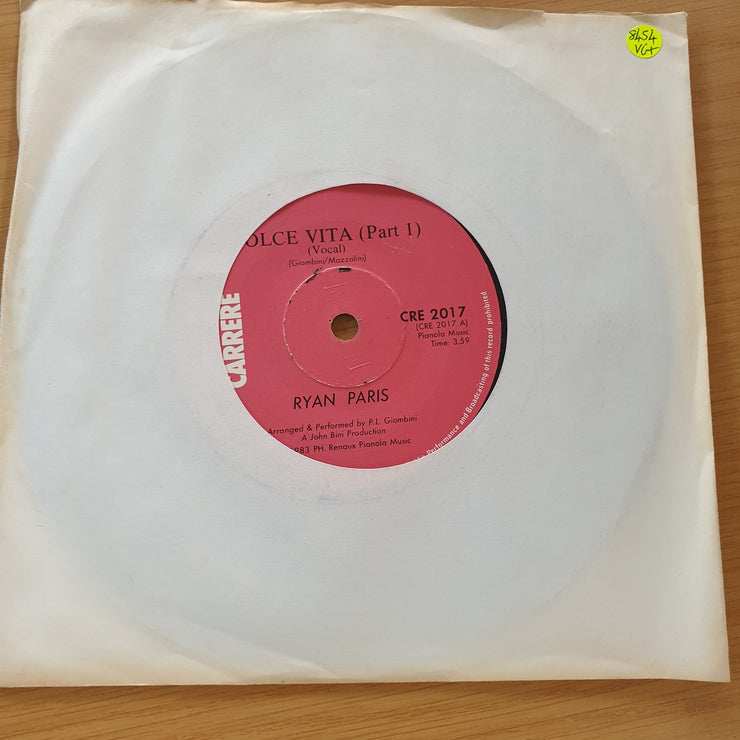 8454
VG+
OLCE VITA (Part 1)
(Vocal)
(Giombini/Mazzalini)
CARRERE
CRE 2017
(CRE 2017 A)
Pianola Music
Time: 3,59
RYAN PARIS
Arranged & Performed by P.L. Giombini
A John Bini Production
983 PH. Renaux Pianola Music
Performance and Broadcasting of this record prohibited